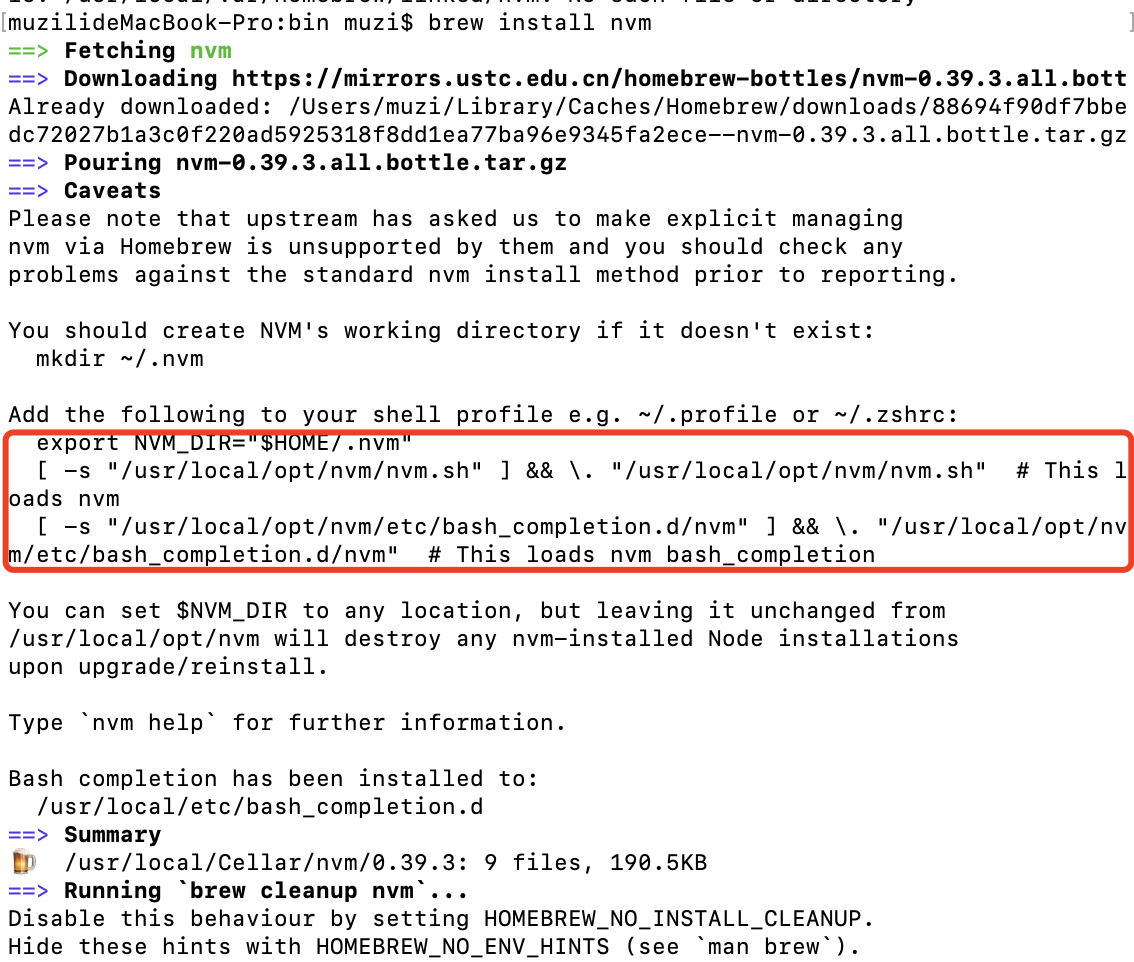 [muzilideMacBook-Pro:bin muzi$ brew install nvm ]
==> Fetching nvm
==> Downloading https://mirrors.ustc.edu.cn/homebrew-bottles/nvm-0.39.3.all.bott
Already downloaded: /Users/muzi/Library/Caches/Homebrew/downloads/88694f90df7bbe
dc72027b1a3c0f220ad5925318f8dd1ea77ba96e9345fa2ece--nvm-0.39.3.all.bottle.tar.gz
==> Pouring nvm-0.39.3.all.bottle.tar.gz
==> Caveats
Please note that upstream has asked us to make explicit managing
nvm via Homebrew is unsupported by them and you should check any
problems against the standard nvm install method prior to reporting.

You should create NVM's working directory if it doesn't exist:
  mkdir ~/.nvm

Add the following to your shell profile e.g. ~/.profile or ~/.zshrc:
  export NVM_DIR="$HOME/.nvm"
  [ -s "/usr/local/opt/nvm/nvm.sh" ] && \. "/usr/local/opt/nvm/nvm.sh"  # This l
oads nvm
  [ -s "/usr/local/opt/nvm/etc/bash_completion.d/nvm" ] && \. "/usr/local/opt/nv
m/etc/bash_completion.d/nvm"  # This loads nvm bash_completion

You can set $NVM_DIR to any location, but leaving it unchanged from
/usr/local/opt/nvm will destroy any nvm-installed Node installations
upon upgrade/reinstall.

Type `nvm help` for further information.

Bash completion has been installed to:
  /usr/local/etc/bash_completion.d
==> Summary
🍺  /usr/local/Cellar/nvm/0.39.3: 9 files, 190.5KB
==> Running `brew cleanup nvm`...
Disable this behaviour by setting HOMEBREW_NO_INSTALL_CLEANUP.
Hide these hints with HOMEBREW_NO_ENV_HINTS (see `man brew`).